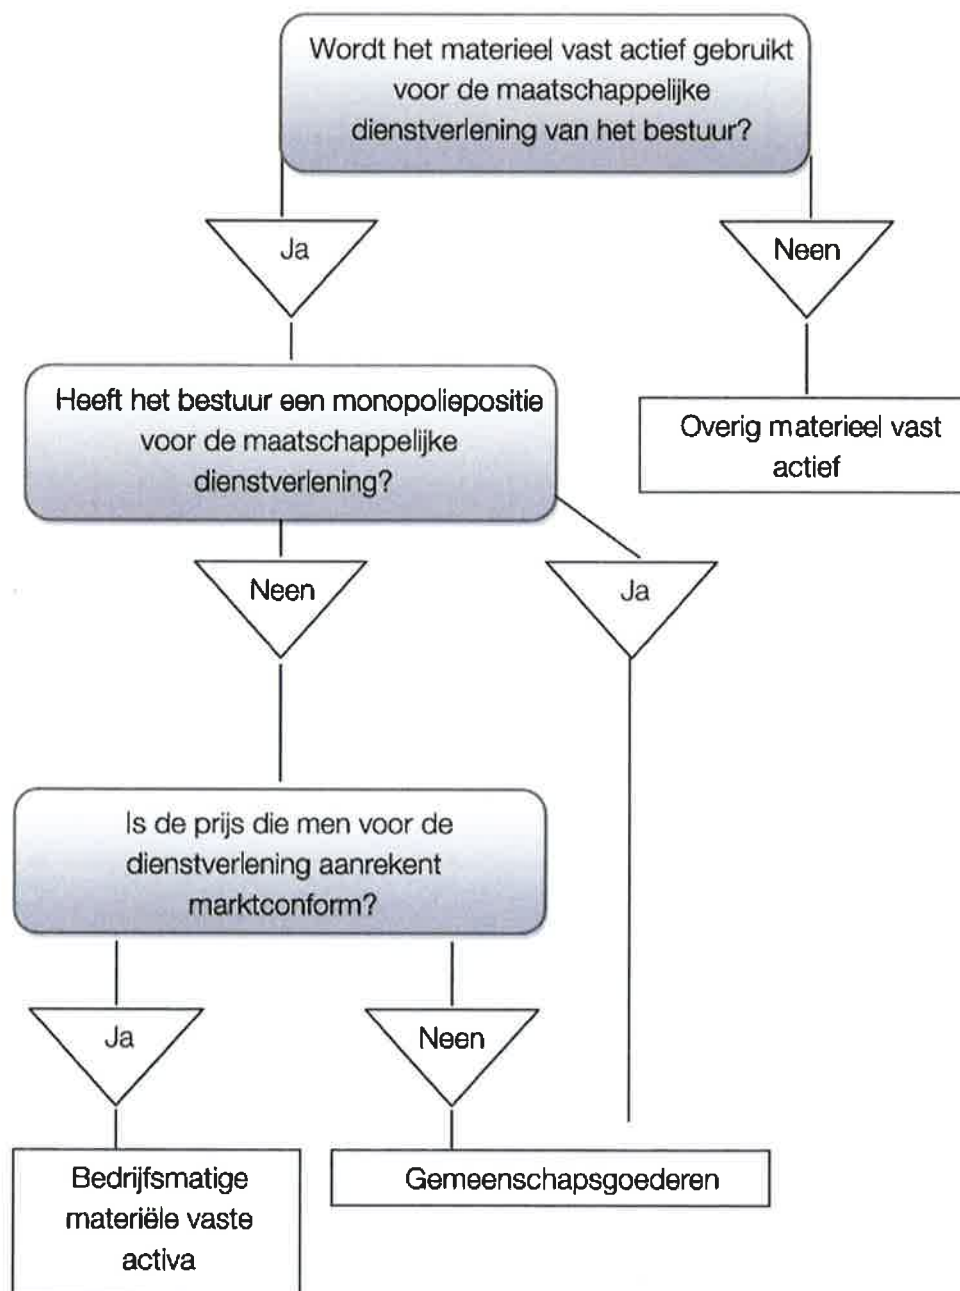 Wordt het materieel vast actief gebruikt
voor de maatschappelijke
dienstverlening van het bestuur?
Ja
Neen
Heeft het bestuur een monopoliepositie
voor de maatschappelijke
dienstverlening?
Overig materieel vast
actief
Neen
Ja
Is de prijs die men voor de
dienstverlening aanrekent
marktconform?
Ja
Neen
Bedrijfsmatige
materiële vaste
activa
Gemeenschapsgoederen